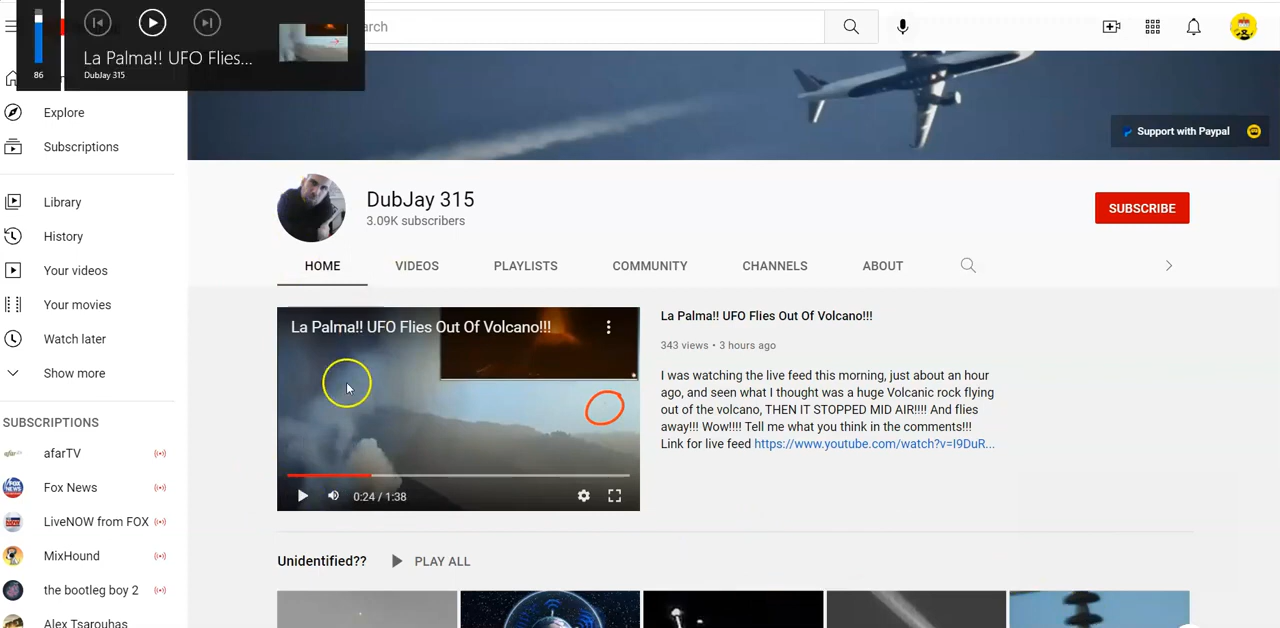 arch
La Palma!! UFO Flies...
86
DubJay 315
Explore
Subscriptions
Library
History
Your videos
Your movies
Watch later
Show more
SUBSCRIPTIONS
afarTV
Fox News
LiveNOW from FOX
MixHound
the bootleg boy 2
Alex Tsarouhas
Support with Paypal
DubJay 315
3.09K subscribers
SUBSCRIBE
HOME
VIDEOS
PLAYLISTS
COMMUNITY
CHANNELS
ABOUT
La Palma!! UFO Flies Out Of Volcano!!!
0:24 / 1:38
La Palma!! UFO Flies Out Of Volcano!!!
343 views • 3 hours ago
I was watching the live feed this morning, just about an hour
ago, and seen what I thought was a huge Volcanic rock flying
out of the volcano, THEN IT STOPPED MID AIR!!!! And flies
away!!! Wow!!!! Tell me what you think in the comments!!!
Link for live feed https://www.youtube.com/watch?v=I9DuR...
Unidentified??
PLAY ALL